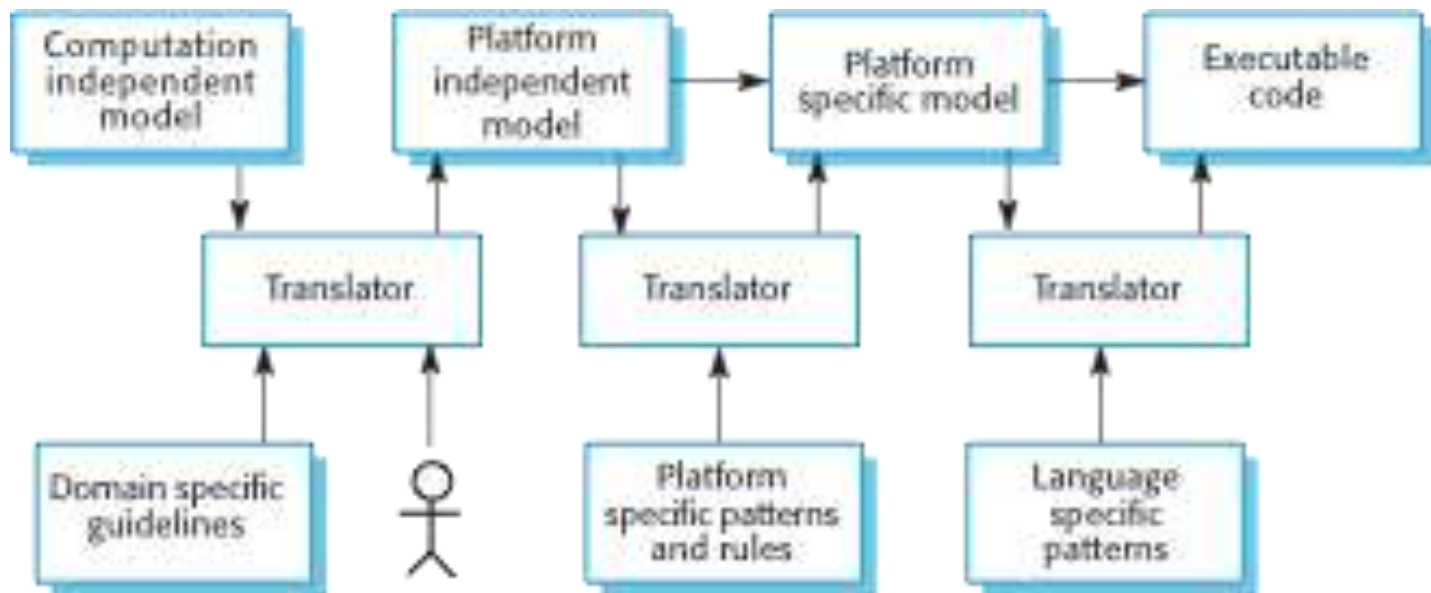 Computation
independent
model
Platform
independent
model
Platform
specific model
Executable
code
Translator
Translator
Translator
Domain specific
guidelines
Platform
specific patterns
and rules
Language
specific
patterns